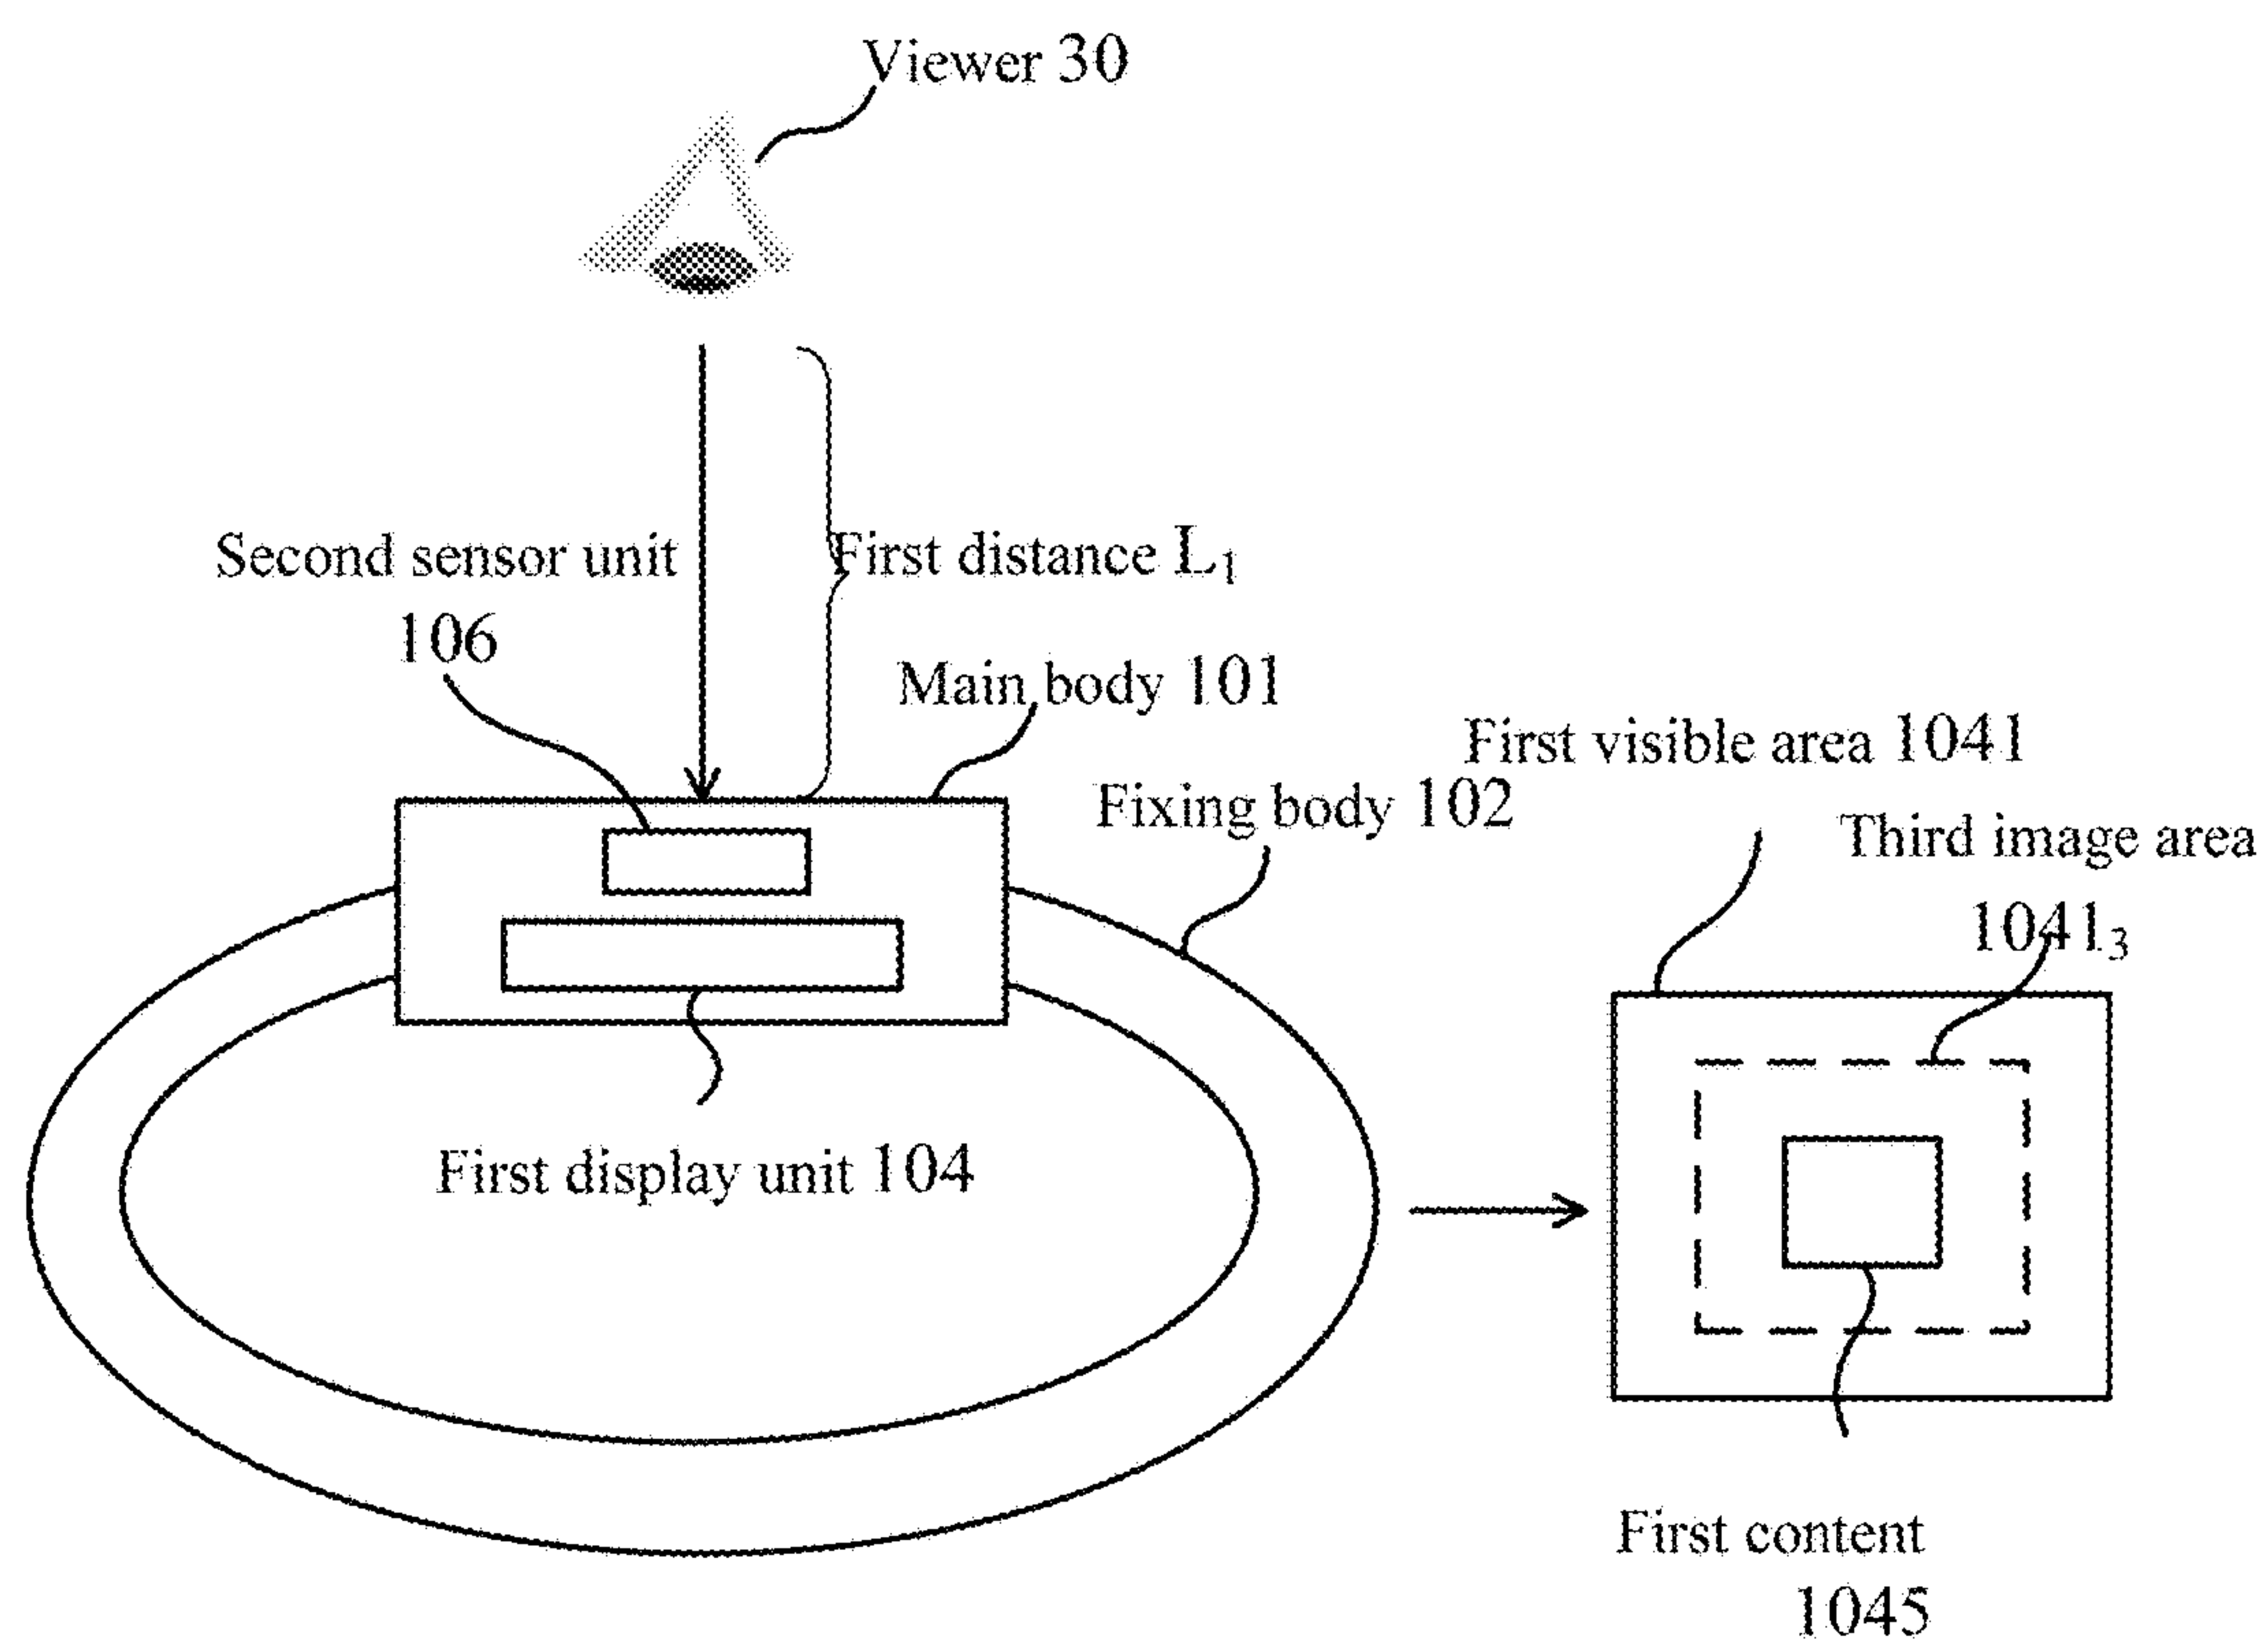 Viewer 30
Second sensor unit
106
First distance L₁
Main body 101
First visible area 1041
Fixing body 102
Third image area
1041₃
First display unit 104
First content
1045